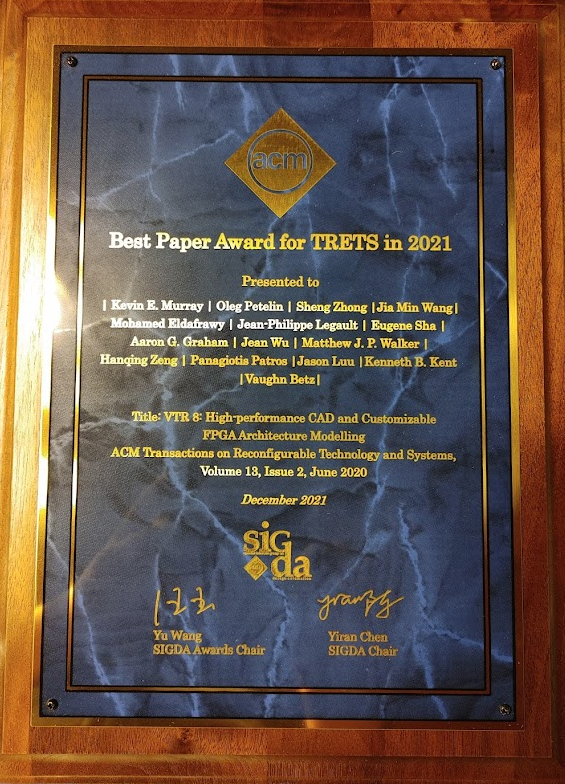 acm
Best Paper Award for TRETS in 2021
Presented to
| Kevin E. Murray | Oleg Petelin | Sheng Zhong |Jia Min Wang|
Mohamed Eldafrawy | Jean-Philippe Legault | Eugene Sha |
Aaron G. Graham | Jean Wu | Matthew J. P. Walker |
Hanqing Zeng | Panagiotis Patros |Jason Luu |Kenneth B. Kent
|Vaughn Betz|
Title: VTR 8: High-performance CAD and Customizable
FPGA Architecture Modelling
ACM Transactions on Reconfigurable Technology and Systems,
Volume 13, Issue 2, June 2020
December 2021
siG
da
Yu Wang
SIGDA Awards Chair
Yiran Chen
SIGDA Chair